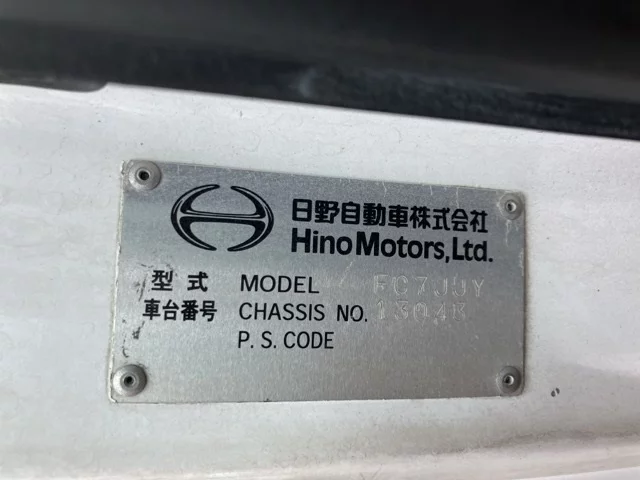 日野自動車株式会社
Hino Motors, Ltd.
型式 MODEL FC7JUY
車台番号 CHASSIS NO.
P. S. CODE